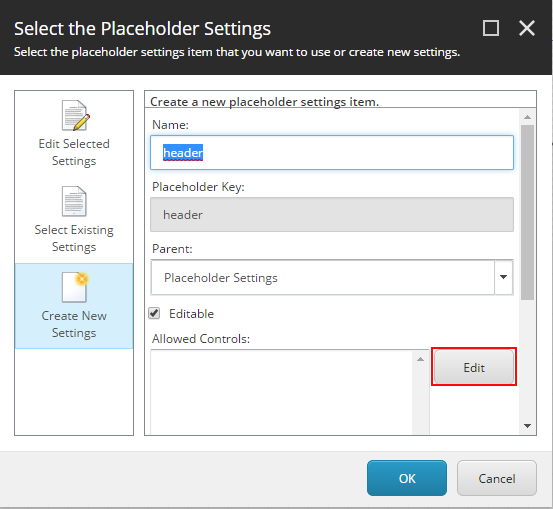 Select the Placeholder Settings
Select the placeholder settings item that you want to use or create new settings.
Edit Selected
Settings
Select Existing
Settings
Create New
Settings
Create a new placeholder settings item.
Name:
header
Placeholder Key:
header
Parent:
Placeholder Settings
Editable
Allowed Controls:
Edit
OK
Cancel